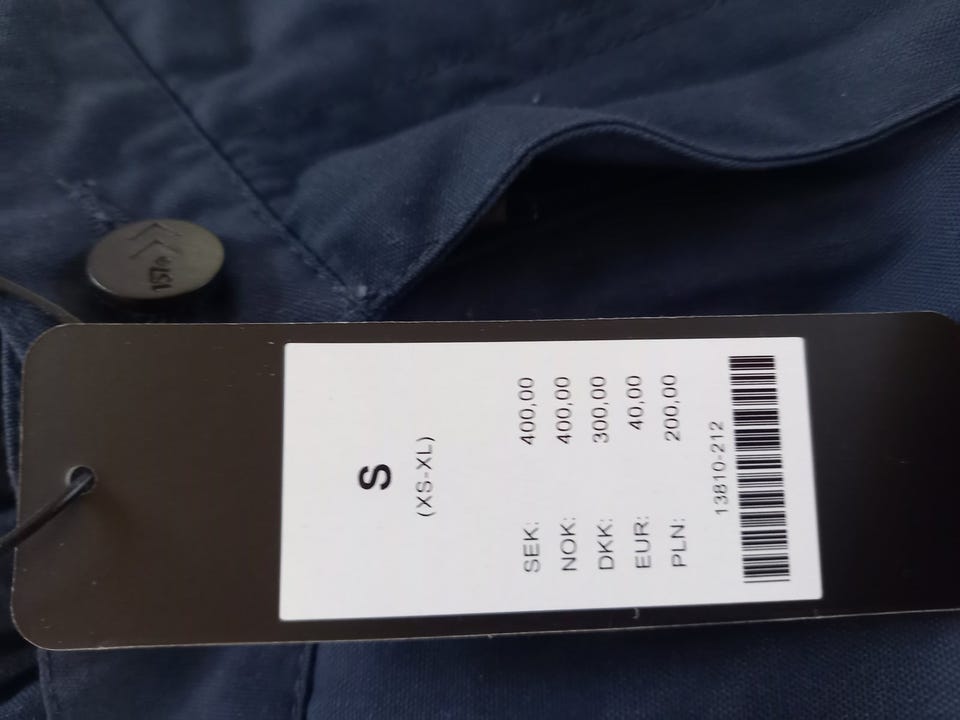 S
(XS-XL)
SEK: 400,00
NOK: 400,00
DKK: 300,00
EUR: 40,00
PLN: 200,00
13810-212